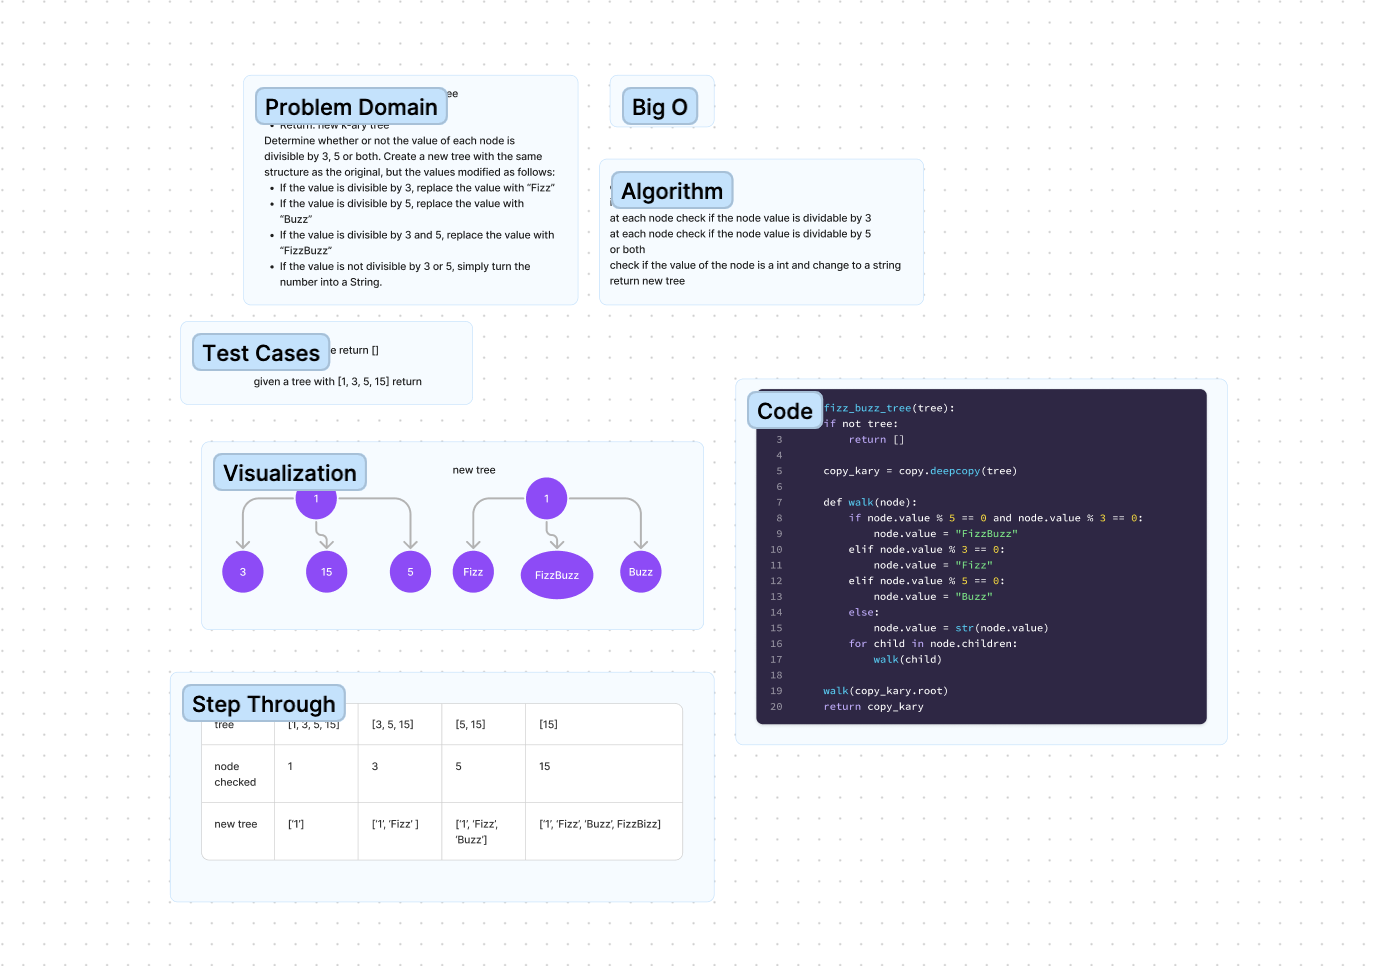 Problem Domain
ee
Return: new k-ary tree
Determine whether or not the value of each node is
divisible by 3, 5 or both. Create a new tree with the same
structure as the original, but the values modified as follows:
• If the value is divisible by 3, replace the value with “Fizz”
• If the value is divisible by 5, replace the value with
“Buzz”
• If the value is divisible by 3 and 5, replace the value with
“FizzBuzz”
• If the value is not divisible by 3 or 5, simply turn the
number into a String.
Big O
Algorithm
at each node check if the node value is dividable by 3
at each node check if the node value is dividable by 5
or both
check if the value of the node is a int and change to a string
return new tree
Test Cases
e return []
given a tree with [1, 3, 5, 15] return
Visualization
new tree
1
1
3
15
5
Fizz
FizzBuzz
Buzz
Step Through
tree [1, 3, 5, 15] [3, 5, 15] [5, 15] [15]
node
checked
1 3 5 15
new tree ['1'] ['1', 'Fizz' ] ['1', 'Fizz',
'Buzz'] ['1', 'Fizz', 'Buzz', FizzBizz]
Code
fizz_buzz_tree(tree):
if not tree:
3 return []
4
5 copy_kary = copy.deepcopy(tree)
6
7 def walk(node):
8 if node.value % 5 == 0 and node.value % 3 == 0:
9 node.value = "FizzBuzz"
10 elif node.value % 3 == 0:
11 node.value = "Fizz"
12 elif node.value % 5 == 0:
13 node.value = "Buzz"
14 else:
15 node.value = str(node.value)
16 for child in node.children:
17 walk(child)
18
19 walk(copy_kary.root)
20 return copy_kary